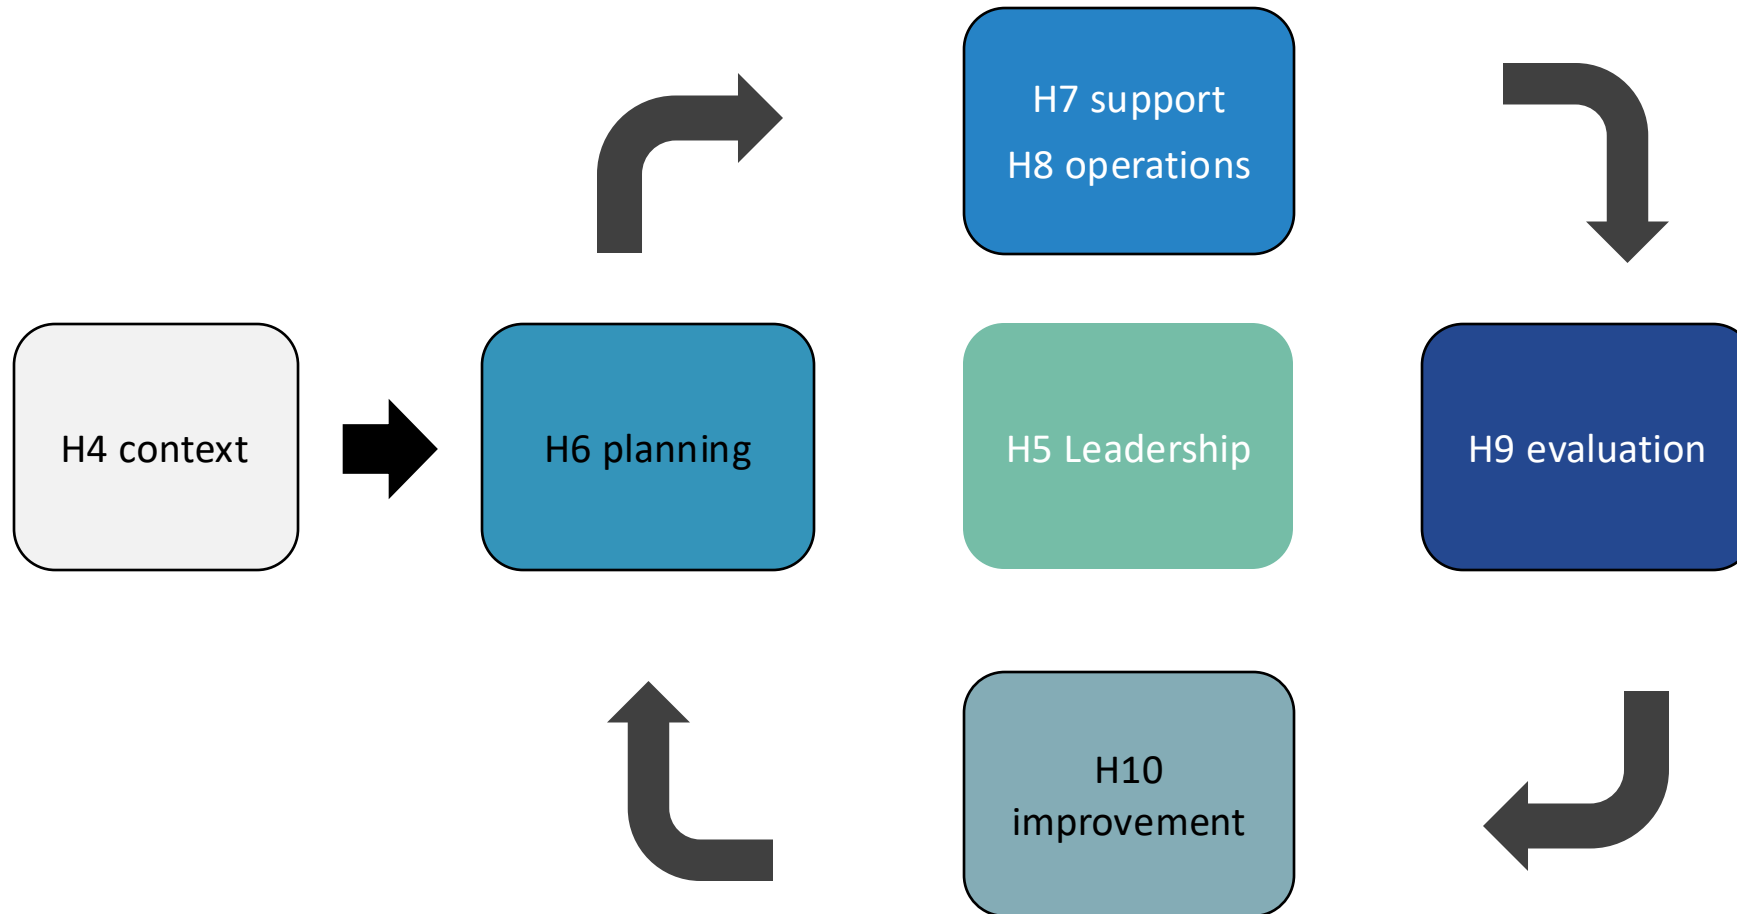 H7 support
H8 operations
H4 context
H6 planning
H5 Leadership
H9 evaluation
H10
improvement